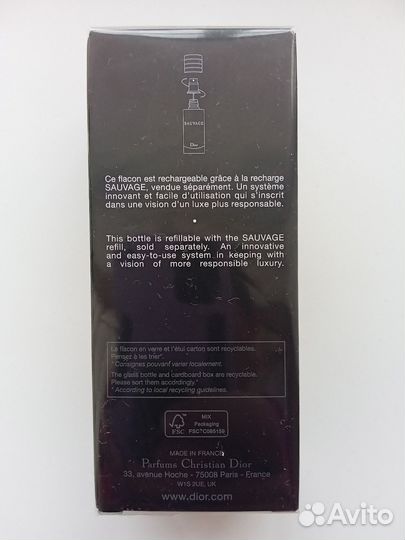 SAUVAGE
Dior
Ce flacon est rechargeable grâce à la recharge
SAUVAGE, vendue séparément. Un système
innovant et facile d'utilisation qui s'inscrit
dans une vision d'un luxe plus responsable.
.
This bottle is refillable with the SAUVAGE
refill, sold separately. An innovative
and easy-to-use system in keeping with
a vision of more responsible luxury.
Le flacon en verre et l'étui carton sont recyclables.
Pensez à les trier*.
* Consignes pouvant varier localement.
The glass bottle and cardboard box are recyclable.
Please sort them accordingly.*
* According to local recycling guidelines.
FSC
MIX
Packaging
FSC® C095159
MADE IN FRANCE
Parfums Christian Dior
33, avenue Hoche - 75008 Paris - France
W1S 2UE, UK
www.dior.com
Avito